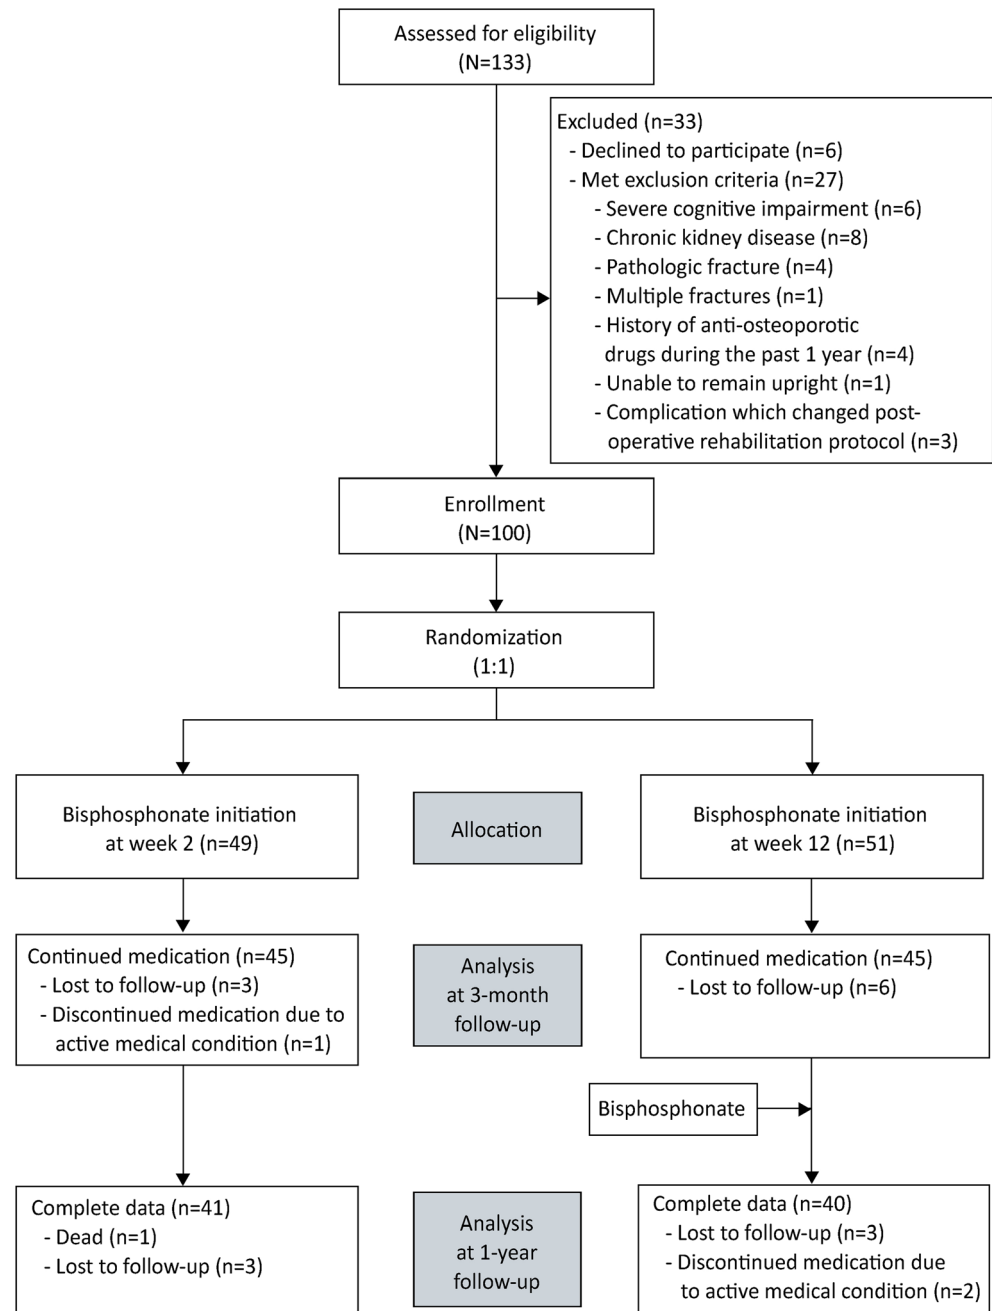 Assessed for eligibility
(N=133)
Excluded (n=33)
- Declined to participate (n=6)
- Met exclusion criteria (n=27)
- Severe cognitive impairment (n=6)
- Chronic kidney disease (n=8)
- Pathologic fracture (n=4)
- Multiple fractures (n=1)
- History of anti-osteoporotic
drugs during the past 1 year (n=4)
- Unable to remain upright (n=1)
- Complication which changed post-
operative rehabilitation protocol (n=3)
Enrollment
(N=100)
Randomization
(1:1)
Bisphosphonate initiation
at week 2 (n=49)
Allocation
Bisphosphonate initiation
at week 12 (n=51)
Continued medication (n=45)
- Lost to follow-up (n=3)
- Discontinued medication due to
active medical condition (n=1)
Analysis
at 3-month
follow-up
Continued medication (n=45)
- Lost to follow-up (n=6)
Bisphosphonate
Complete data (n=41)
- Dead (n=1)
- Lost to follow-up (n=3)
Analysis
at 1-year
follow-up
Complete data (n=40)
- Lost to follow-up (n=3)
- Discontinued medication due
to active medical condition (n=2)